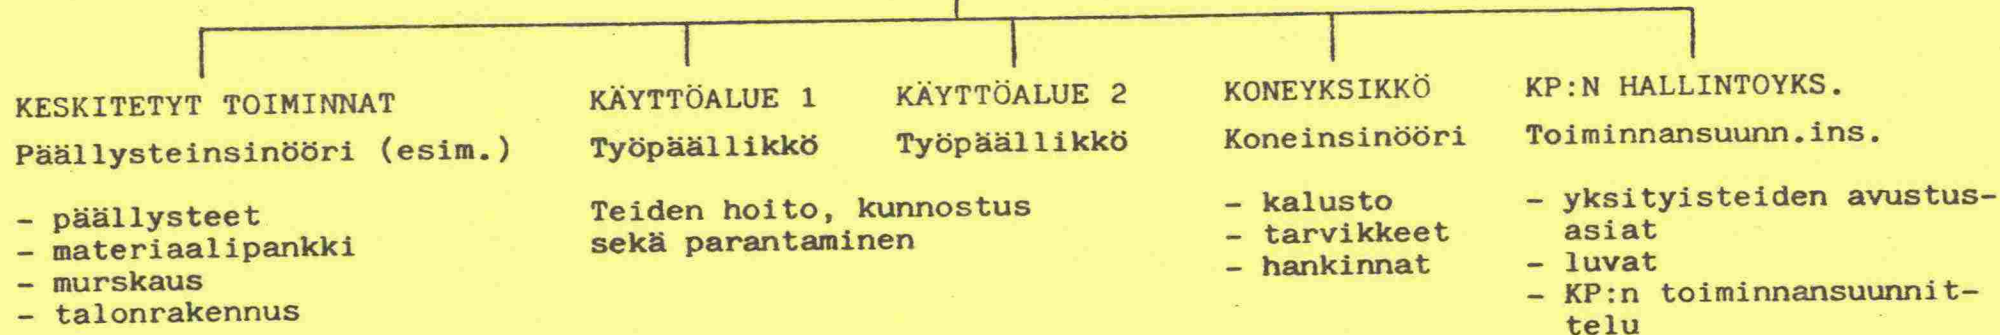 KESKITETYT TOIMINNAT
Päällysteinsinööri (esim.)
- päällysteet
- materiaalipankki
- murskaus
- talonrakennus
KÄYTTÖALUE 1
Työpäällikkö
KÄYTTÖALUE 2
Työpäällikkö
Teiden hoito, kunnostus
sekä parantaminen
KONEYKSIKKÖ
Koneinsinööri
- kalusto
- tarvikkeet
- hankinnat
KP:N HALLINTOYKS.
Toiminnansuunn.ins.
- yksityisteiden avustus-
asiat
- luvat
- KP:n toiminnansuunnit-
telu